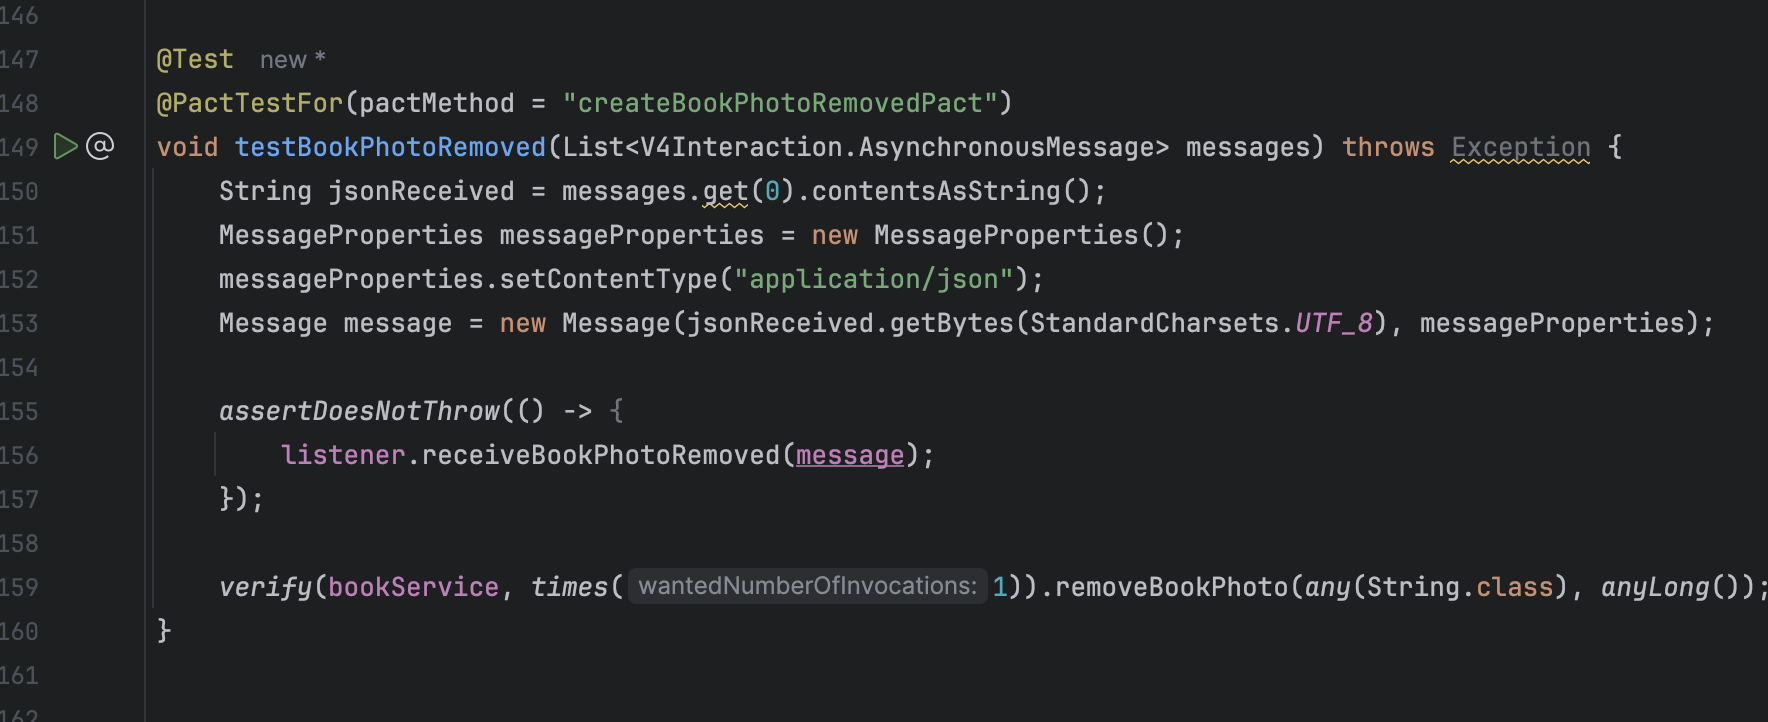 146
147 @Test new *
148 @PactTestFor(pactMethod = "createBookPhotoRemovedPact")
149 @ void testBookPhotoRemoved(List<V4Interaction.AsynchronousMessage> messages) throws Exception {
150 String jsonReceived = messages.get(0).contentsAsString();
151 MessageProperties messageProperties = new MessageProperties();
152 messageProperties.setContentType("application/json");
153 Message message = new Message(jsonReceived.getBytes(StandardCharsets.UTF_8), messageProperties);
154
155 assertDoesNotThrow(() -> {
156 listener.receiveBookPhotoRemoved(message);
157 });
158
159 verify(bookService, times( wantedNumberOfInvocations: 1)).removeBookPhoto(any(String.class), anyLong());
160 }
161
162